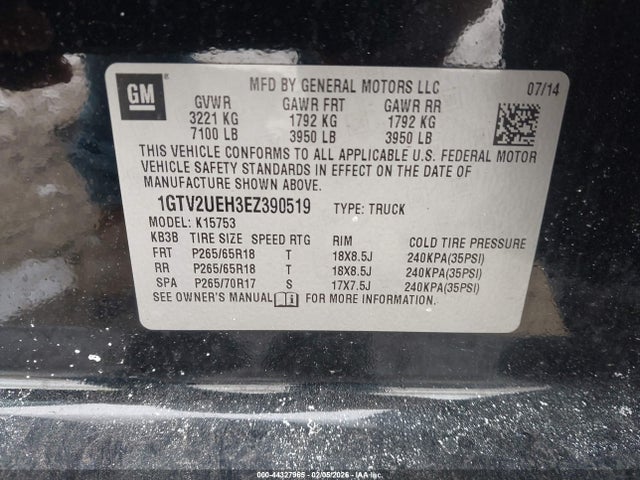 MFD BY GENERAL MOTORS LLC
07/14
GM
GVWR GAWR FRT GAWR RR
3221 KG 1792 KG 1792 KG
7100 LB 3950 LB 3950 LB
THIS VEHICLE CONFORMS TO ALL APPLICABLE U.S. FEDERAL MOTOR
VEHICLE SAFETY STANDARDS IN EFFECT ON THE DATE OF
MANUFACTURE SHOWN ABOVE.
1GTV2UEH3EZ390519 TYPE: TRUCK
MODEL: K15753
KB3B TIRE SIZE SPEED RTG RIM COLD TIRE PRESSURE
FRT P265/65R18 T 18X8.5J 240KPA(35PSI)
RR P265/65R18 T 18X8.5J 240KPA(35PSI)
SPA P265/70R17 S 17X7.5J 240KPA(35PSI)
SEE OWNER'S MANUAL FOR MORE INFORMATION.
000-44327965 - 02/05/2026 - IAAI.COM